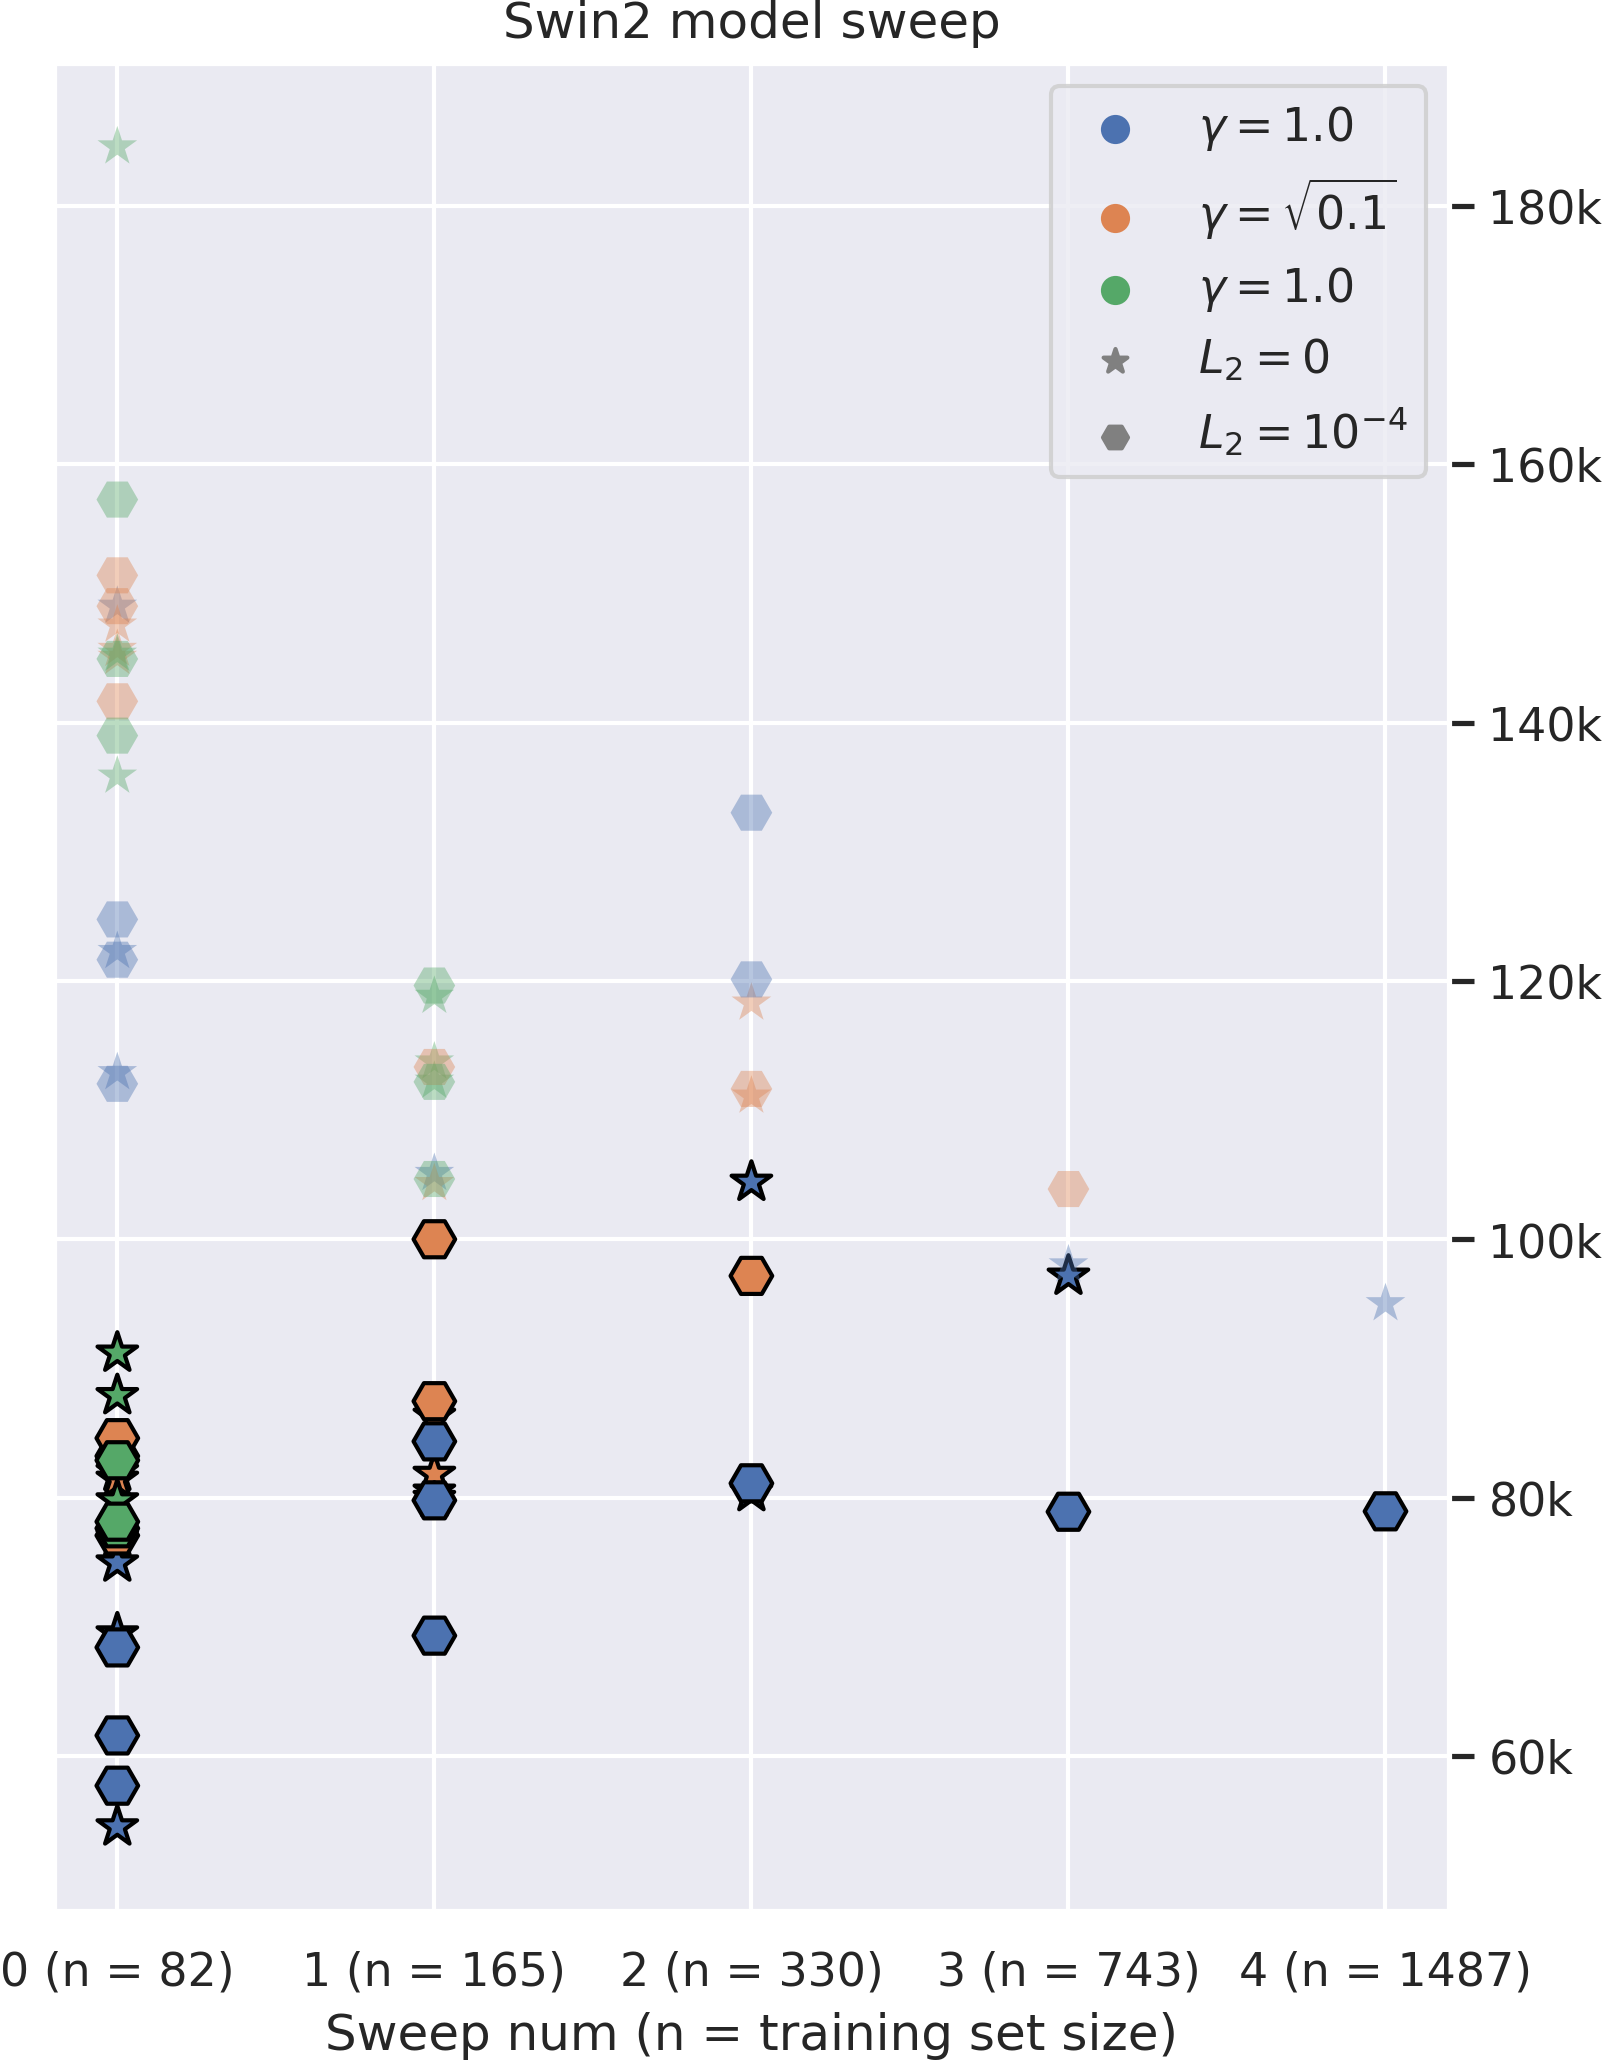 Swin2 model sweep
γ = 1.0
γ = √0.1
γ = 1.0
L₂ = 0
L₂ = 10⁻⁴
180k
160k
140k
120k
100k
80k
60k
0 (n = 82) 1 (n = 165) 2 (n = 330) 3 (n = 743) 4 (n = 1487)
Sweep num (n = training set size)